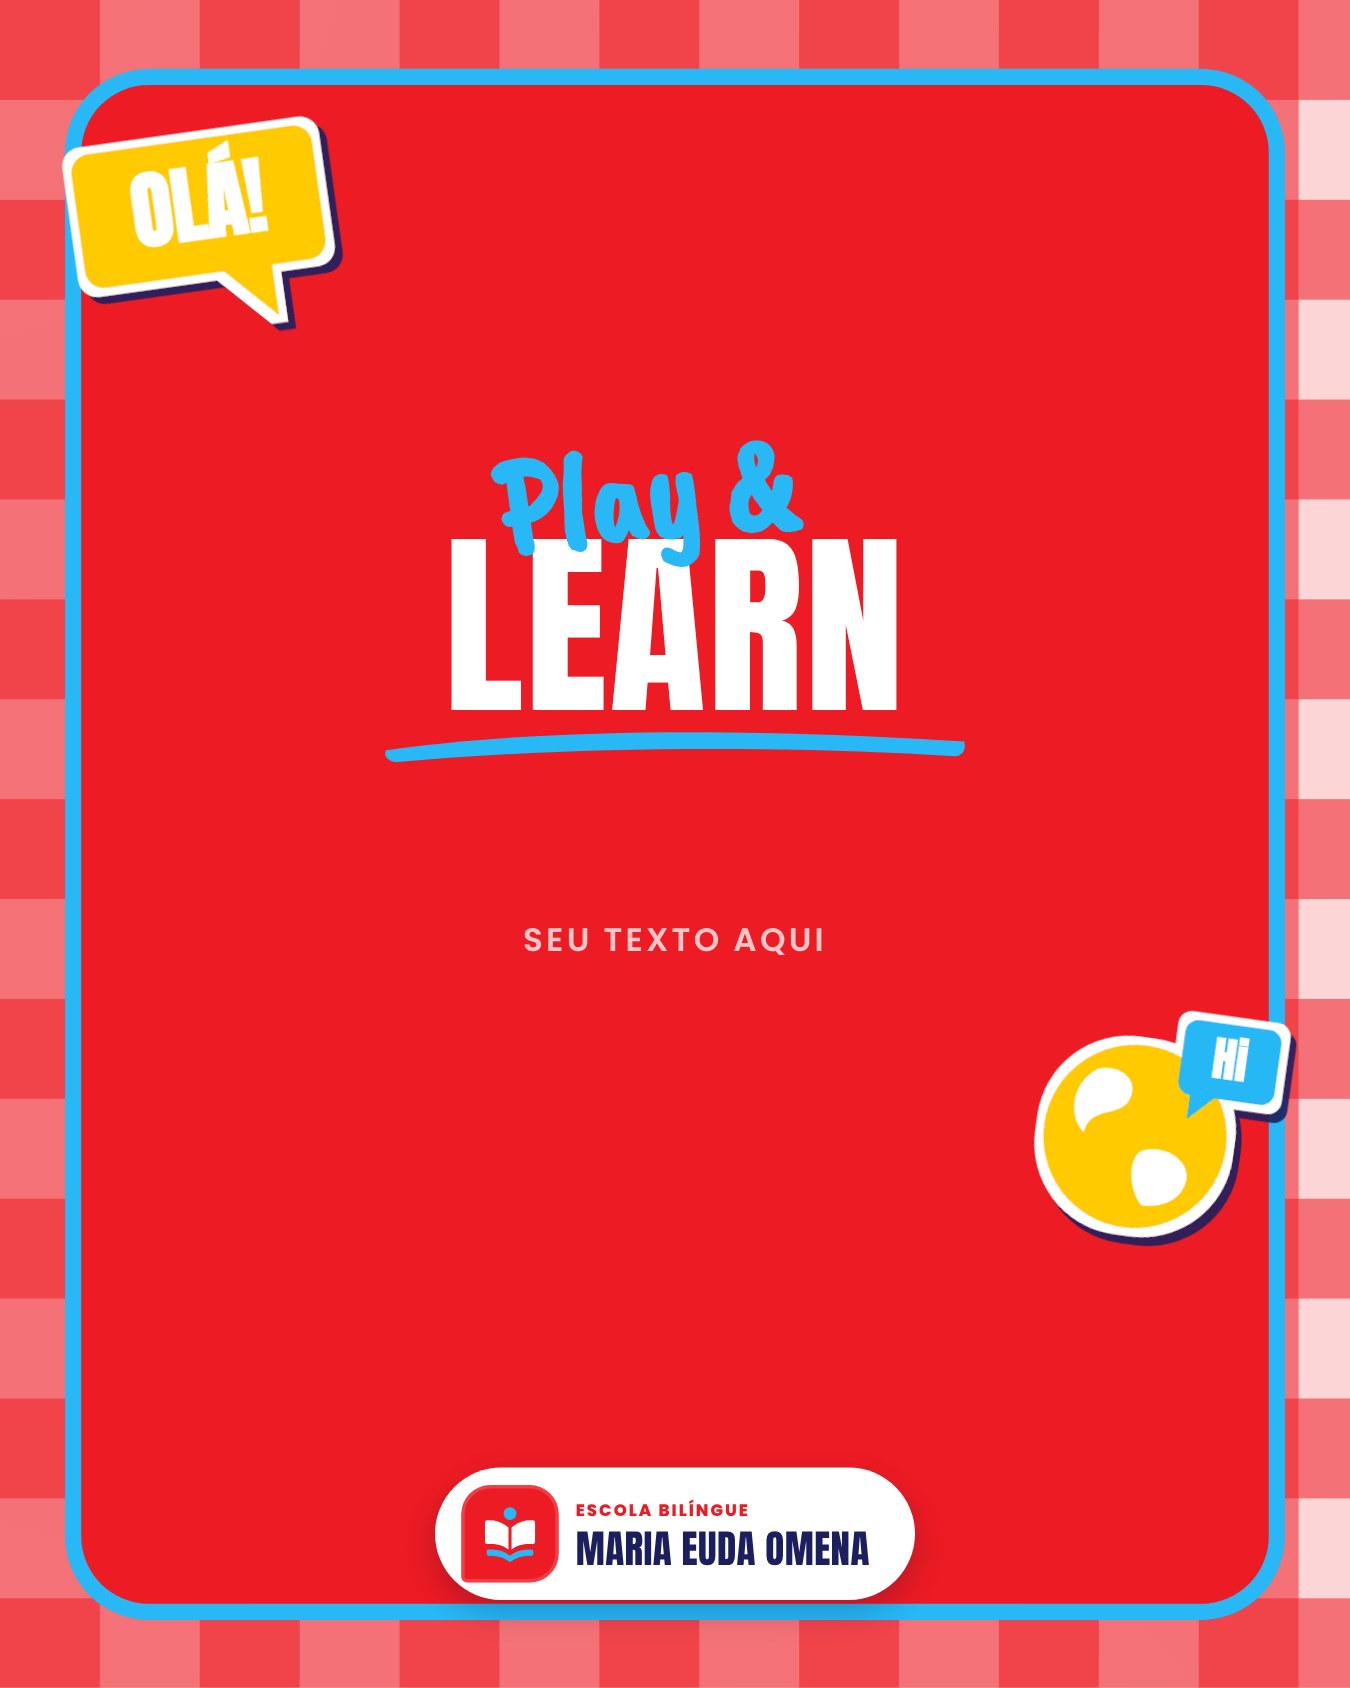 OLÁ!
Play &
LEARN
SEU TEXTO AQUI
Hi
ESCOLA BILÍNGUE
MARIA EUDA OMENA